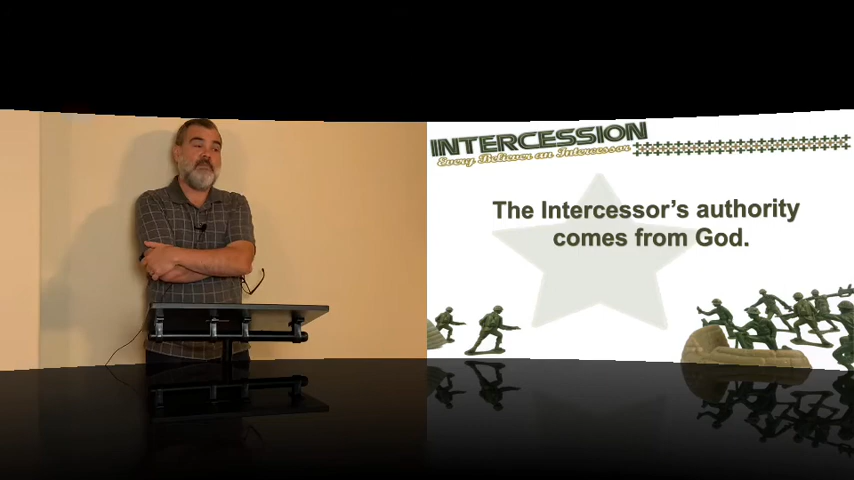 INTERCESSION
Every Believer an Intercessor
The Intercessor's authority
comes from God.